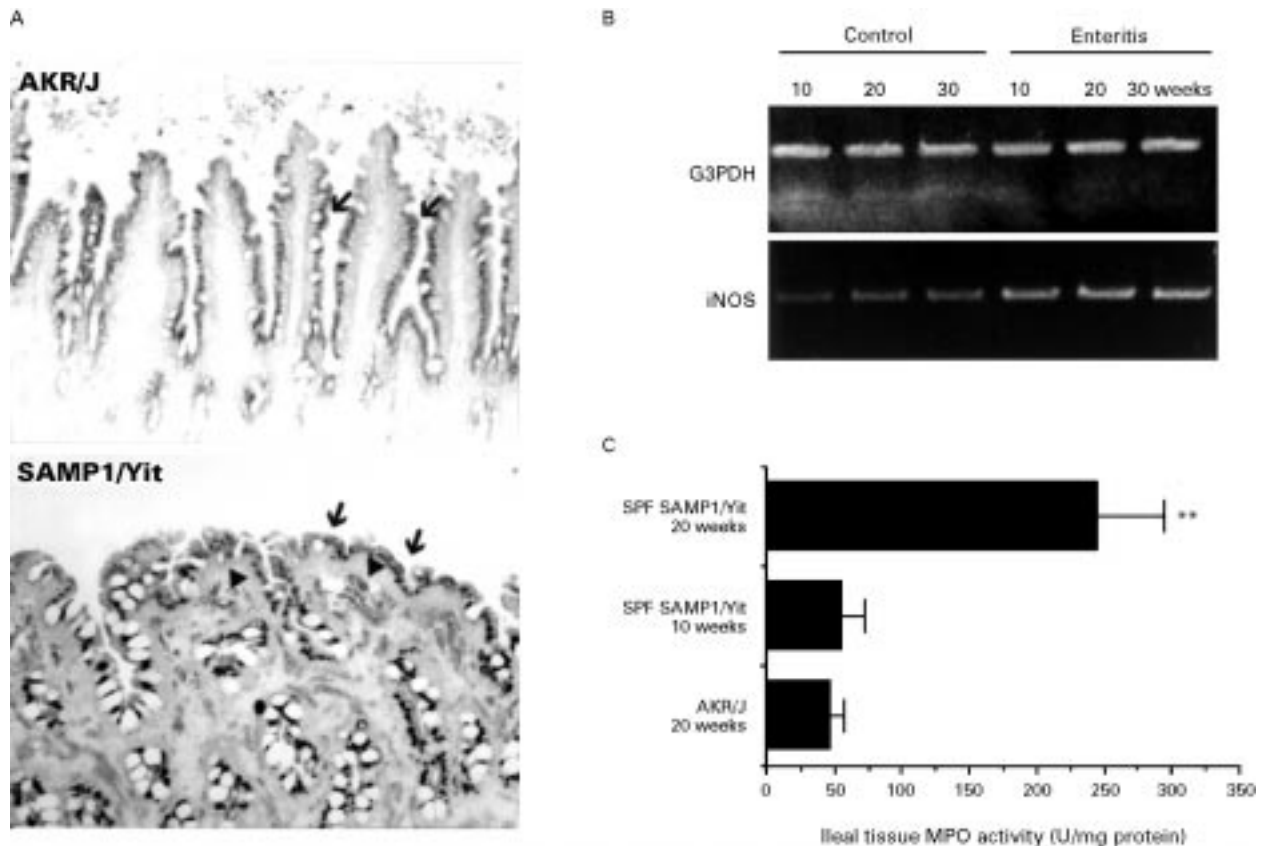 A
AKR/J
SAMP1/Yit
B
Control Enteritis
10 20 30 10 20 30 weeks
G3PDH
iNOS
C
SPF SAMP1/Yit
20 weeks
**
SPF SAMP1/Yit
10 weeks
AKR/J
20 weeks
0 50 100 150 200 250 300 350
Ileal tissue MPO activity (U/mg protein)